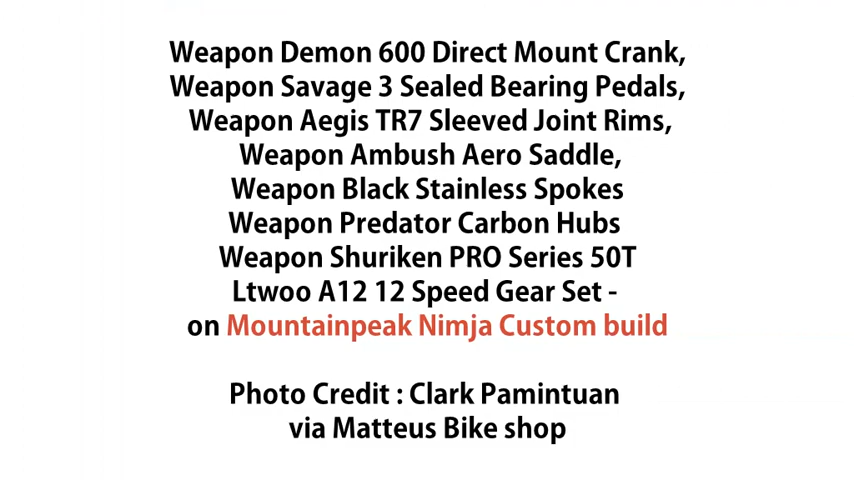 Weapon Demon 600 Direct Mount Crank,
Weapon Savage 3 Sealed Bearing Pedals,
Weapon Aegis TR7 Sleeved Joint Rims,
Weapon Ambush Aero Saddle,
Weapon Black Stainless Spokes
Weapon Predator Carbon Hubs
Weapon Shuriken PRO Series 50T
Ltwoo A12 12 Speed Gear Set -
on Mountainpeak Nimja Custom build
Photo Credit : Clark Pamintuan
via Matteus Bike shop